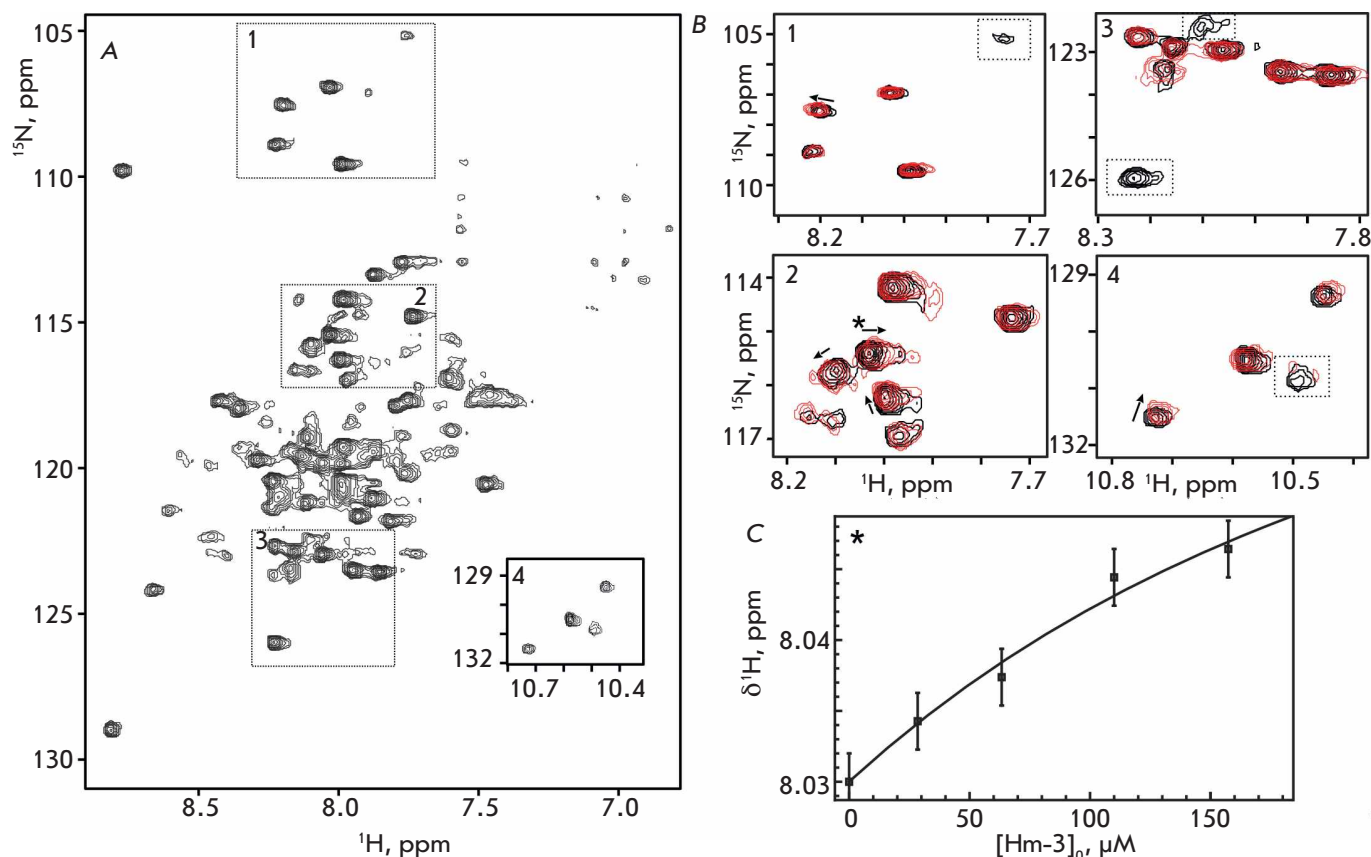 A
105
110
115
120
125
130
¹⁵N, ppm
1
2
3
4
129
132
10.7 10.4
8.5 8.0 7.5 7.0
¹H, ppm
B
1
105
110
¹⁵N, ppm
8.2 7.7
3
123
126
8.3 7.8
2
114
117
¹⁵N, ppm
*
8.2 ¹H, ppm 7.7
4
129
132
10.8 ¹H, ppm 10.5
C
*
8.04
8.03
δ¹H, ppm
0 50 100 150
[Hm-3]₀, µM